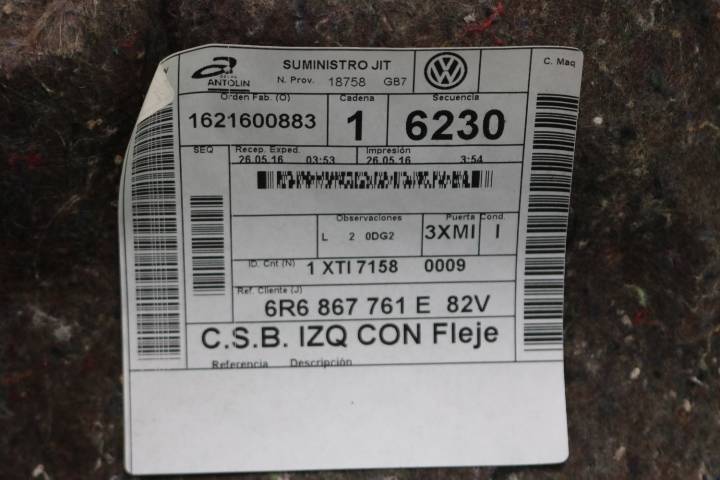 SUMINISTRO JIT
C. Maq
ANTOLIN
N. Prov. 18758 GB7
Orden Fab. (O) Cadena Secuencia
1621600883 1 6230
SEQ Recep. Exped. Impresión
26.05.16 03:53 26.05.16 3:54
Observaciones Puerta Cond.
L 2 0DG2 3XMI I
ID. Cnt (N) 1 XTI 7158 0009
Ref. Cliente (J)
6R6 867 761 E 82V
C.S.B. IZQ CON Fleje
Referencia Descripción